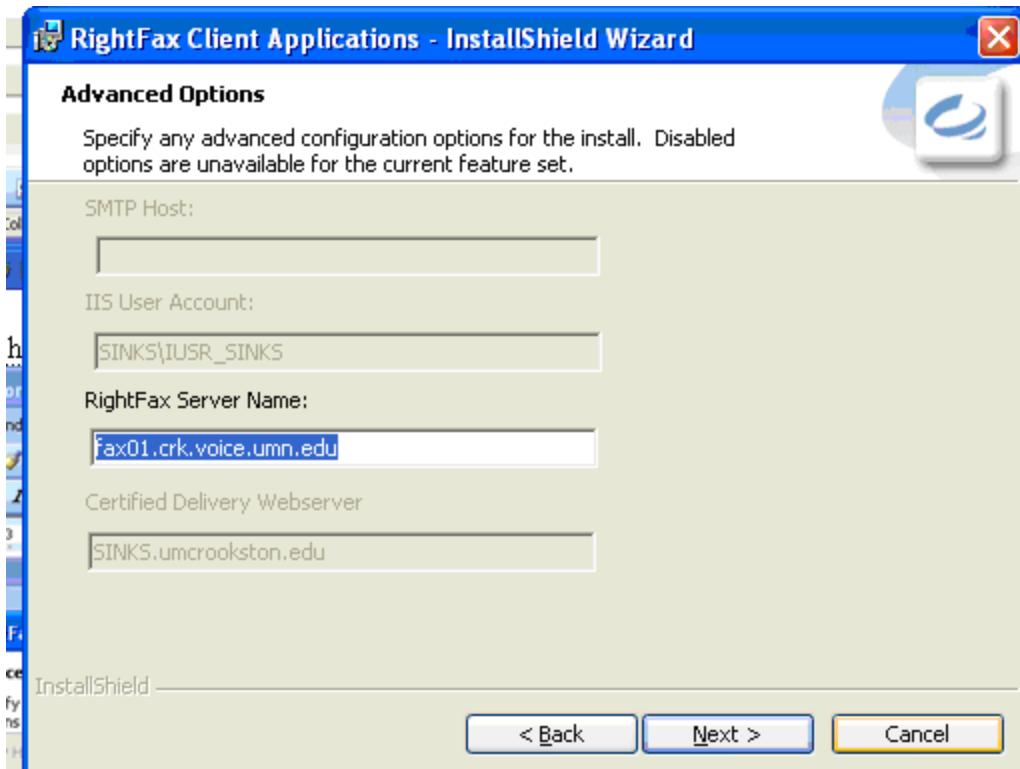 RightFax Client Applications - InstallShield Wizard
Advanced Options
Specify any advanced configuration options for the install. Disabled
options are unavailable for the current feature set.
SMTP Host:
IIS User Account:
SINKS\IUSR_SINKS
RightFax Server Name:
fax01.crk.voice.umn.edu
Certified Delivery Webserver
SINKS.umcrookston.edu
InstallShield
< Back
Next >
Cancel